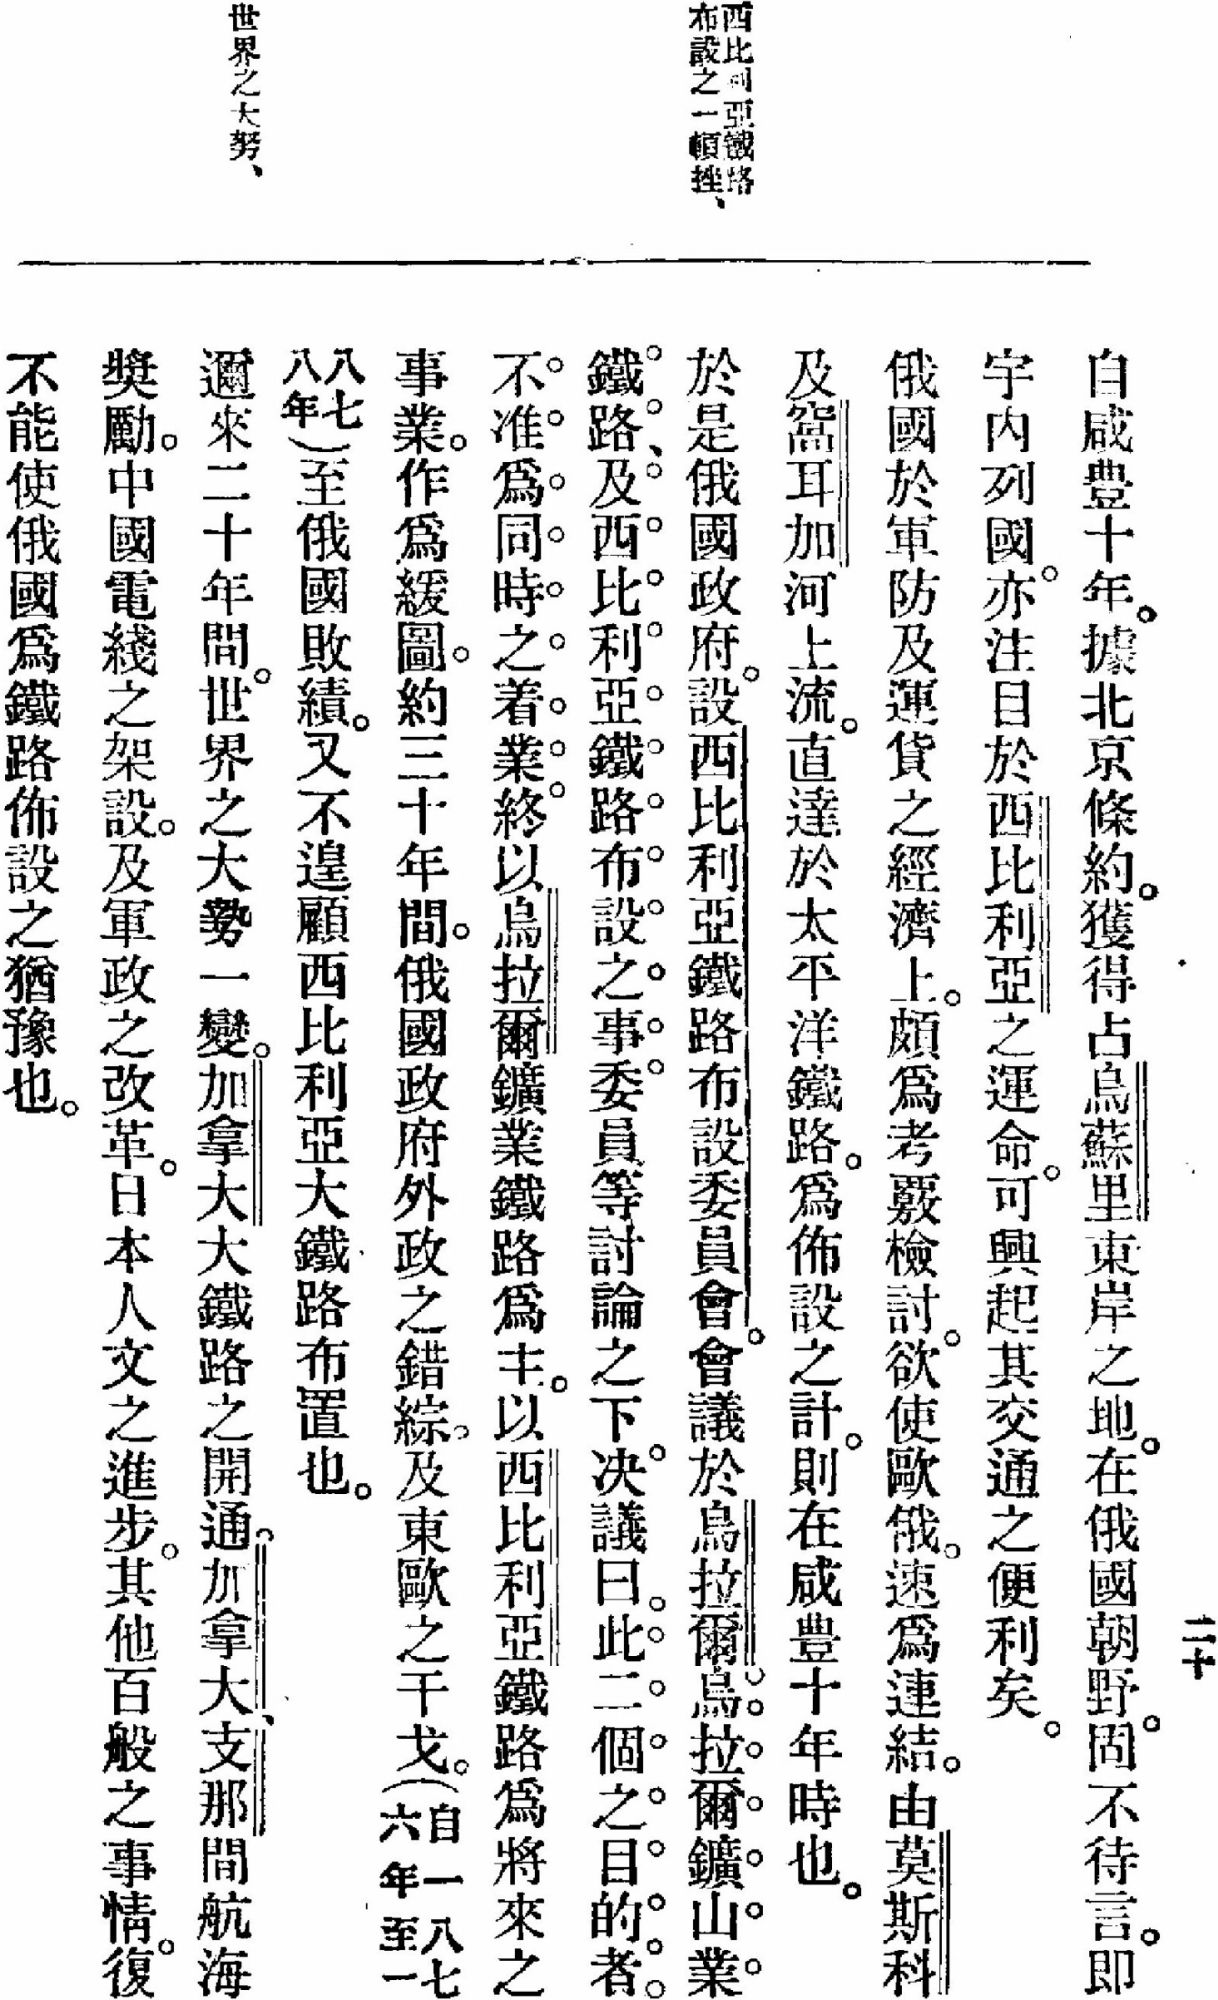 二十
西比利亞鐵路
布設之一頓挫、
世界之大努、
自咸豊十年。據北京條約。獲得占烏蘇里東岸之地。在俄國朝野。固不待言。即
宇內列國。亦注目於西比利亞之運命。可興起其交通之便利矣。
俄國於軍防及運貨之經濟上。頗爲考覈檢討。欲使歐俄。速爲連結。由莫斯科
及窩耳加河上流。直達於太平洋鐵路。爲佈設之計。則在咸豊十年時也。
於是俄國政府。設西比利亞鐵路布設委員會。會議於烏拉爾。烏拉爾鑛山業
鐵路、及西比利亞鐵路布設之事委員等討論之下。决議曰。此二個之目的者。
不准爲同時之着業。終以烏拉爾鑛業鐵路爲主。以西比利亞鐵路爲將來之
事業。作爲緩圖。約三十年間。俄國政府外政之錯綜。及東歐之干戈。(自一八七六年至一
八七八年)至俄國敗績。又不遑顧西比利亞大鐵路布置也。
邇來二十年間。世界之大勢一變。加拿大大鐵路之開通。加拿大、支那間航海
奬勵。中國電綫之架設。及軍政之改革。日本人文之進步。其他百般之事情。復
不能使俄國爲鐵路佈設之猶豫也。